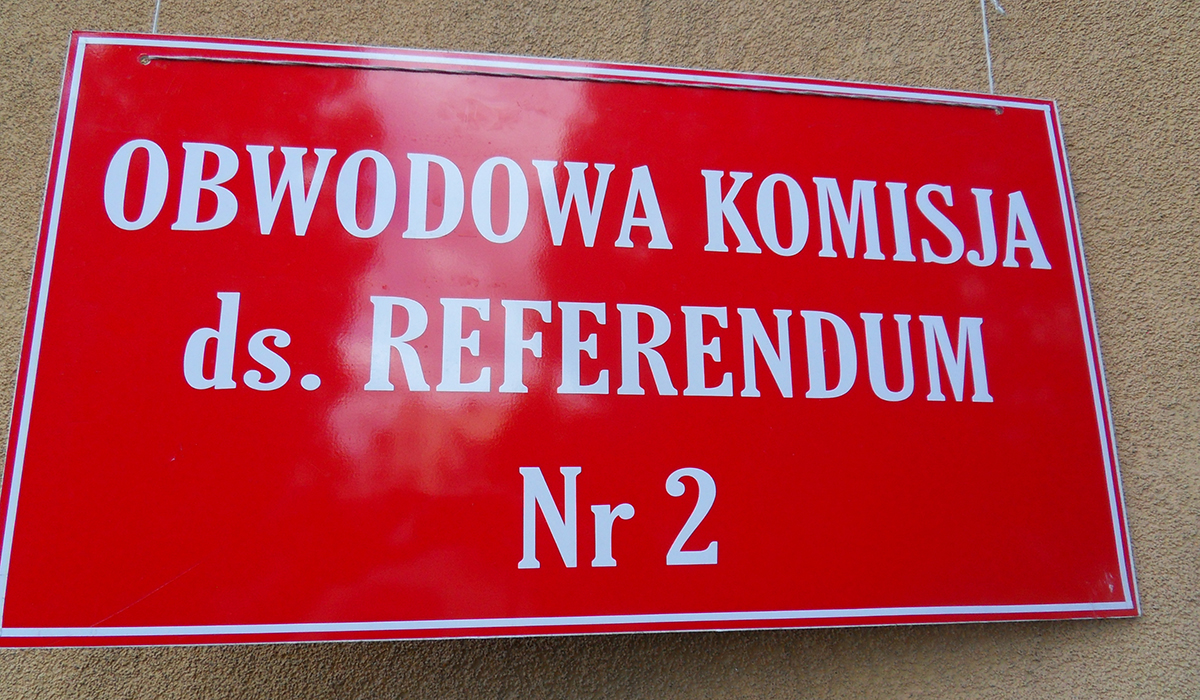 OBWODOWA KOMISJA
ds. REFERENDUM
Nr 2